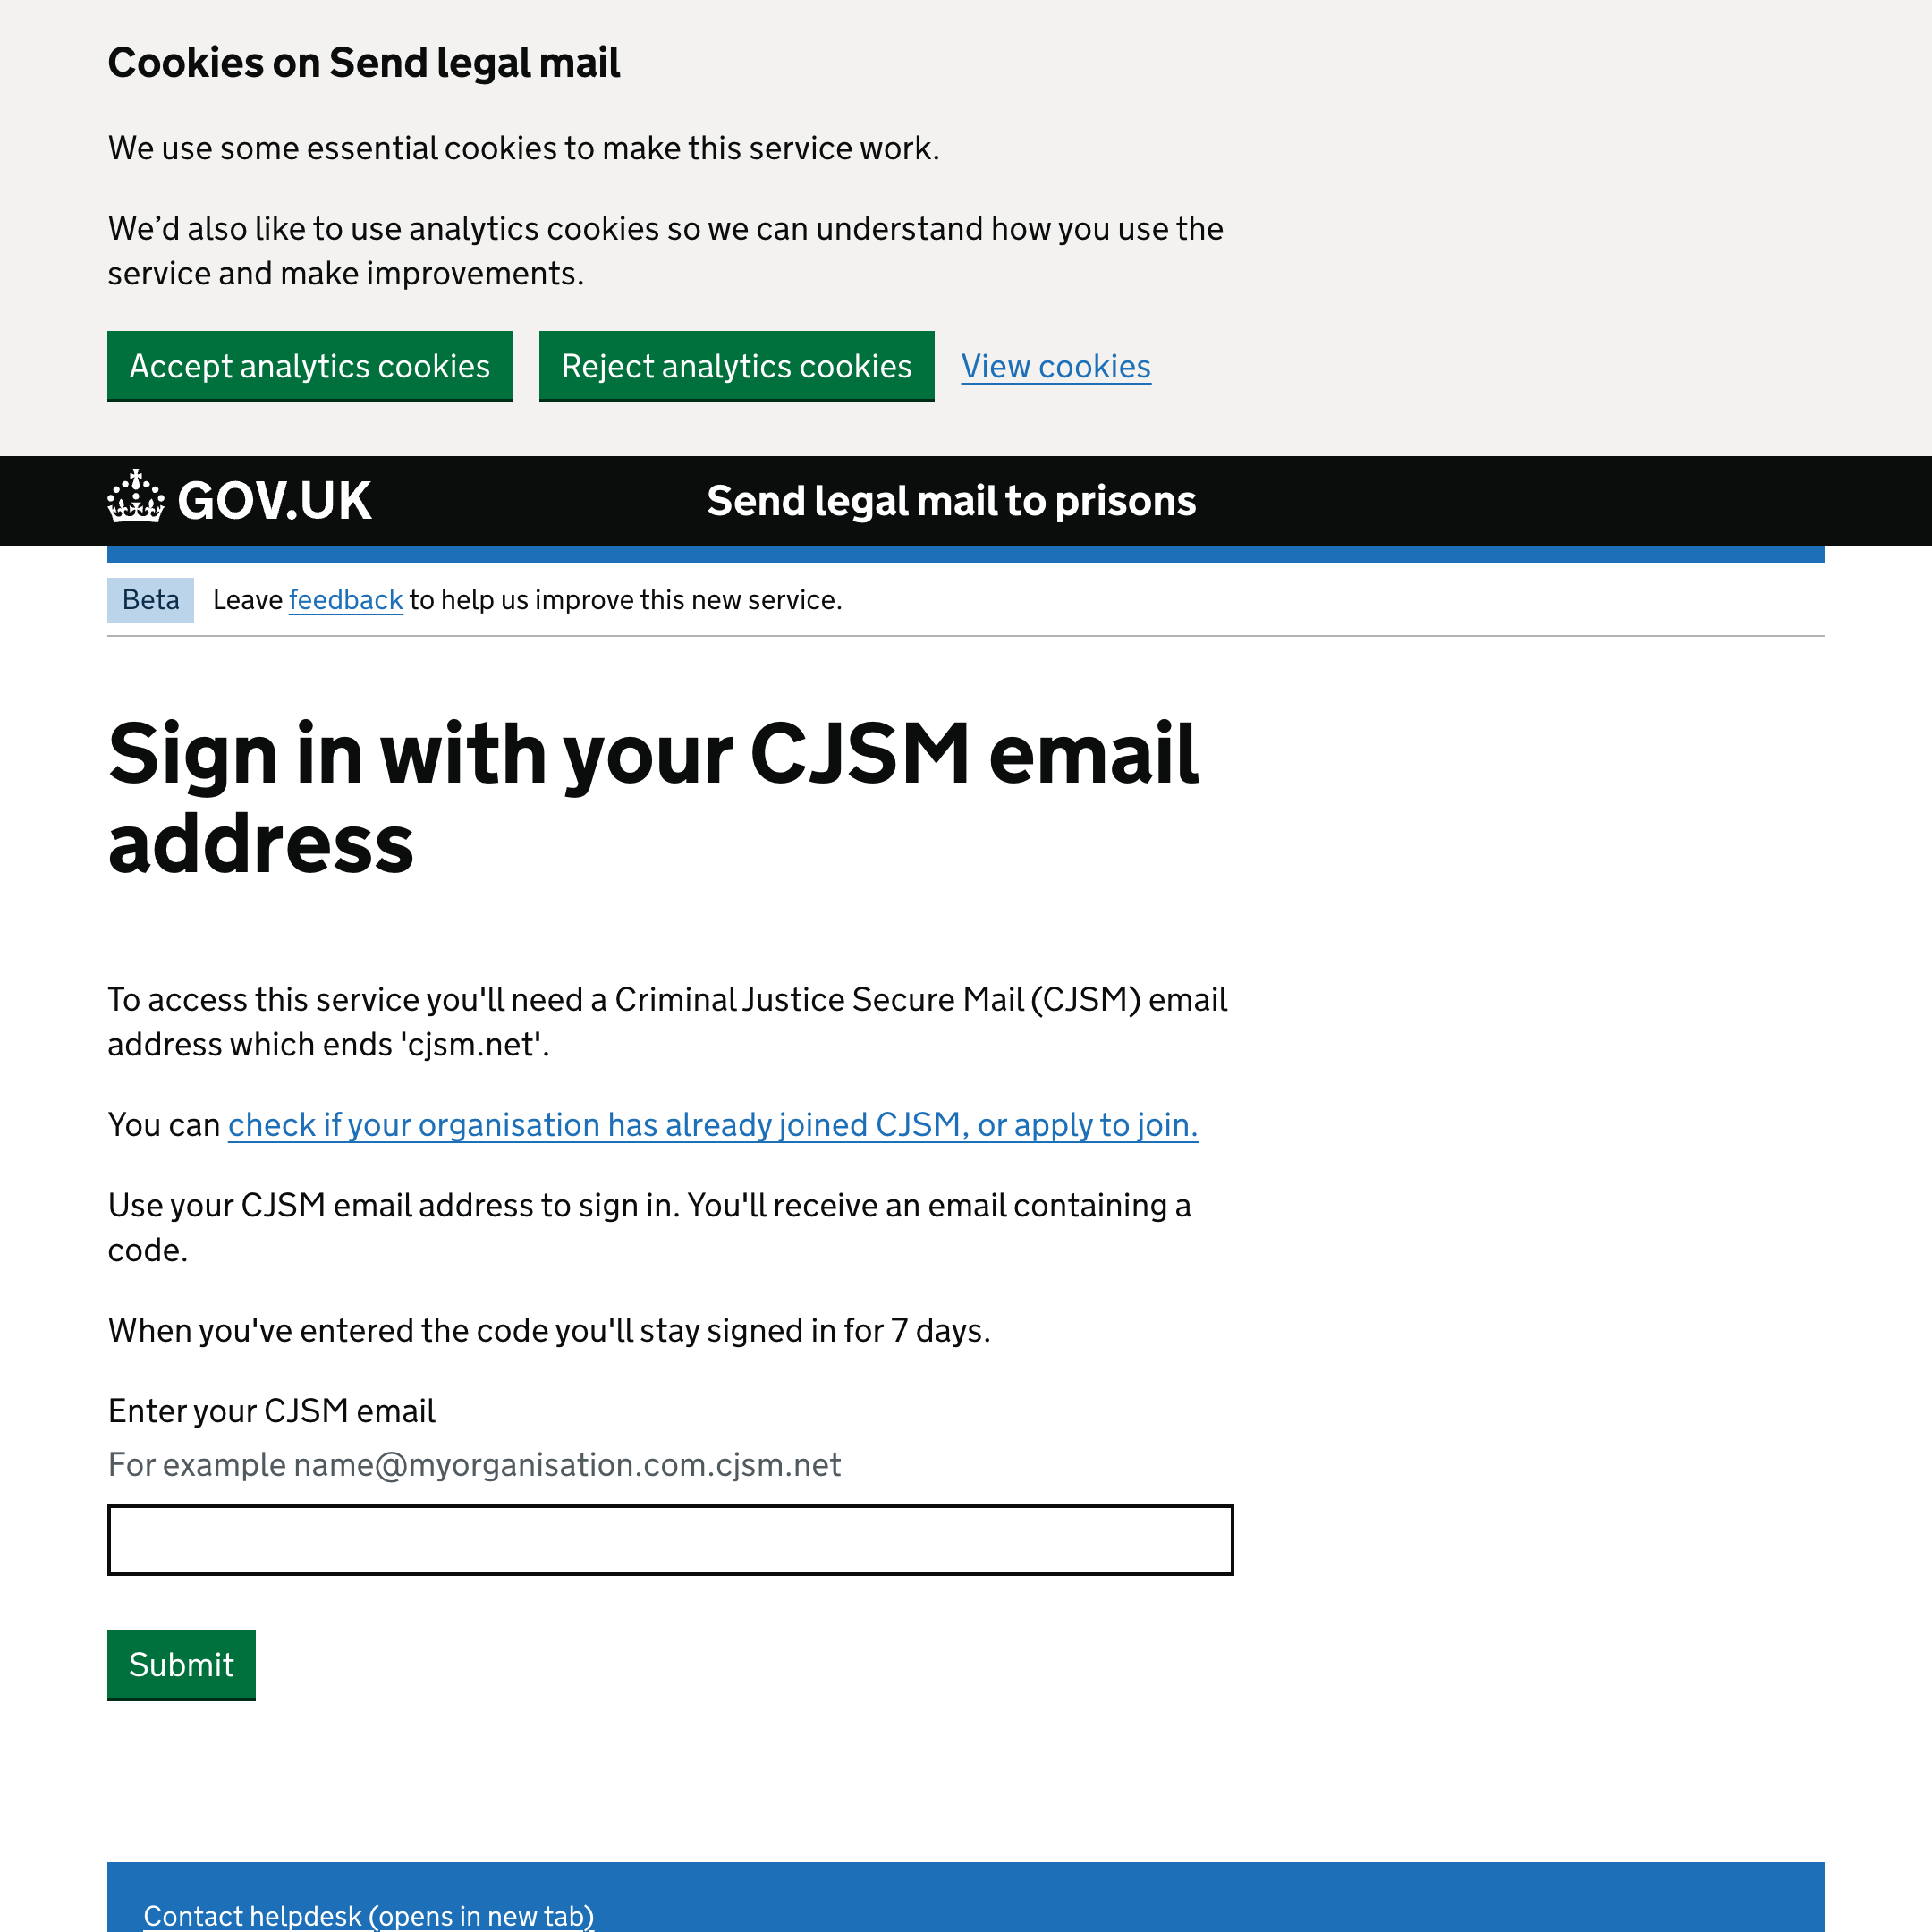 Cookies on Send legal mail
We use some essential cookies to make this service work.
We’d also like to use analytics cookies so we can understand how you use the
service and make improvements.
Accept analytics cookies
Reject analytics cookies
View cookies
GOV.UK
Send legal mail to prisons
Beta
Leave feedback to help us improve this new service.
Sign in with your CJSM email
address
To access this service you'll need a Criminal Justice Secure Mail (CJSM) email
address which ends 'cjsm.net'.
You can check if your organisation has already joined CJSM, or apply to join.
Use your CJSM email address to sign in. You'll receive an email containing a
code.
When you've entered the code you'll stay signed in for 7 days.
Enter your CJSM email
For example name@myorganisation.com.cjsm.net
Submit
Contact helpdesk (opens in new tab)